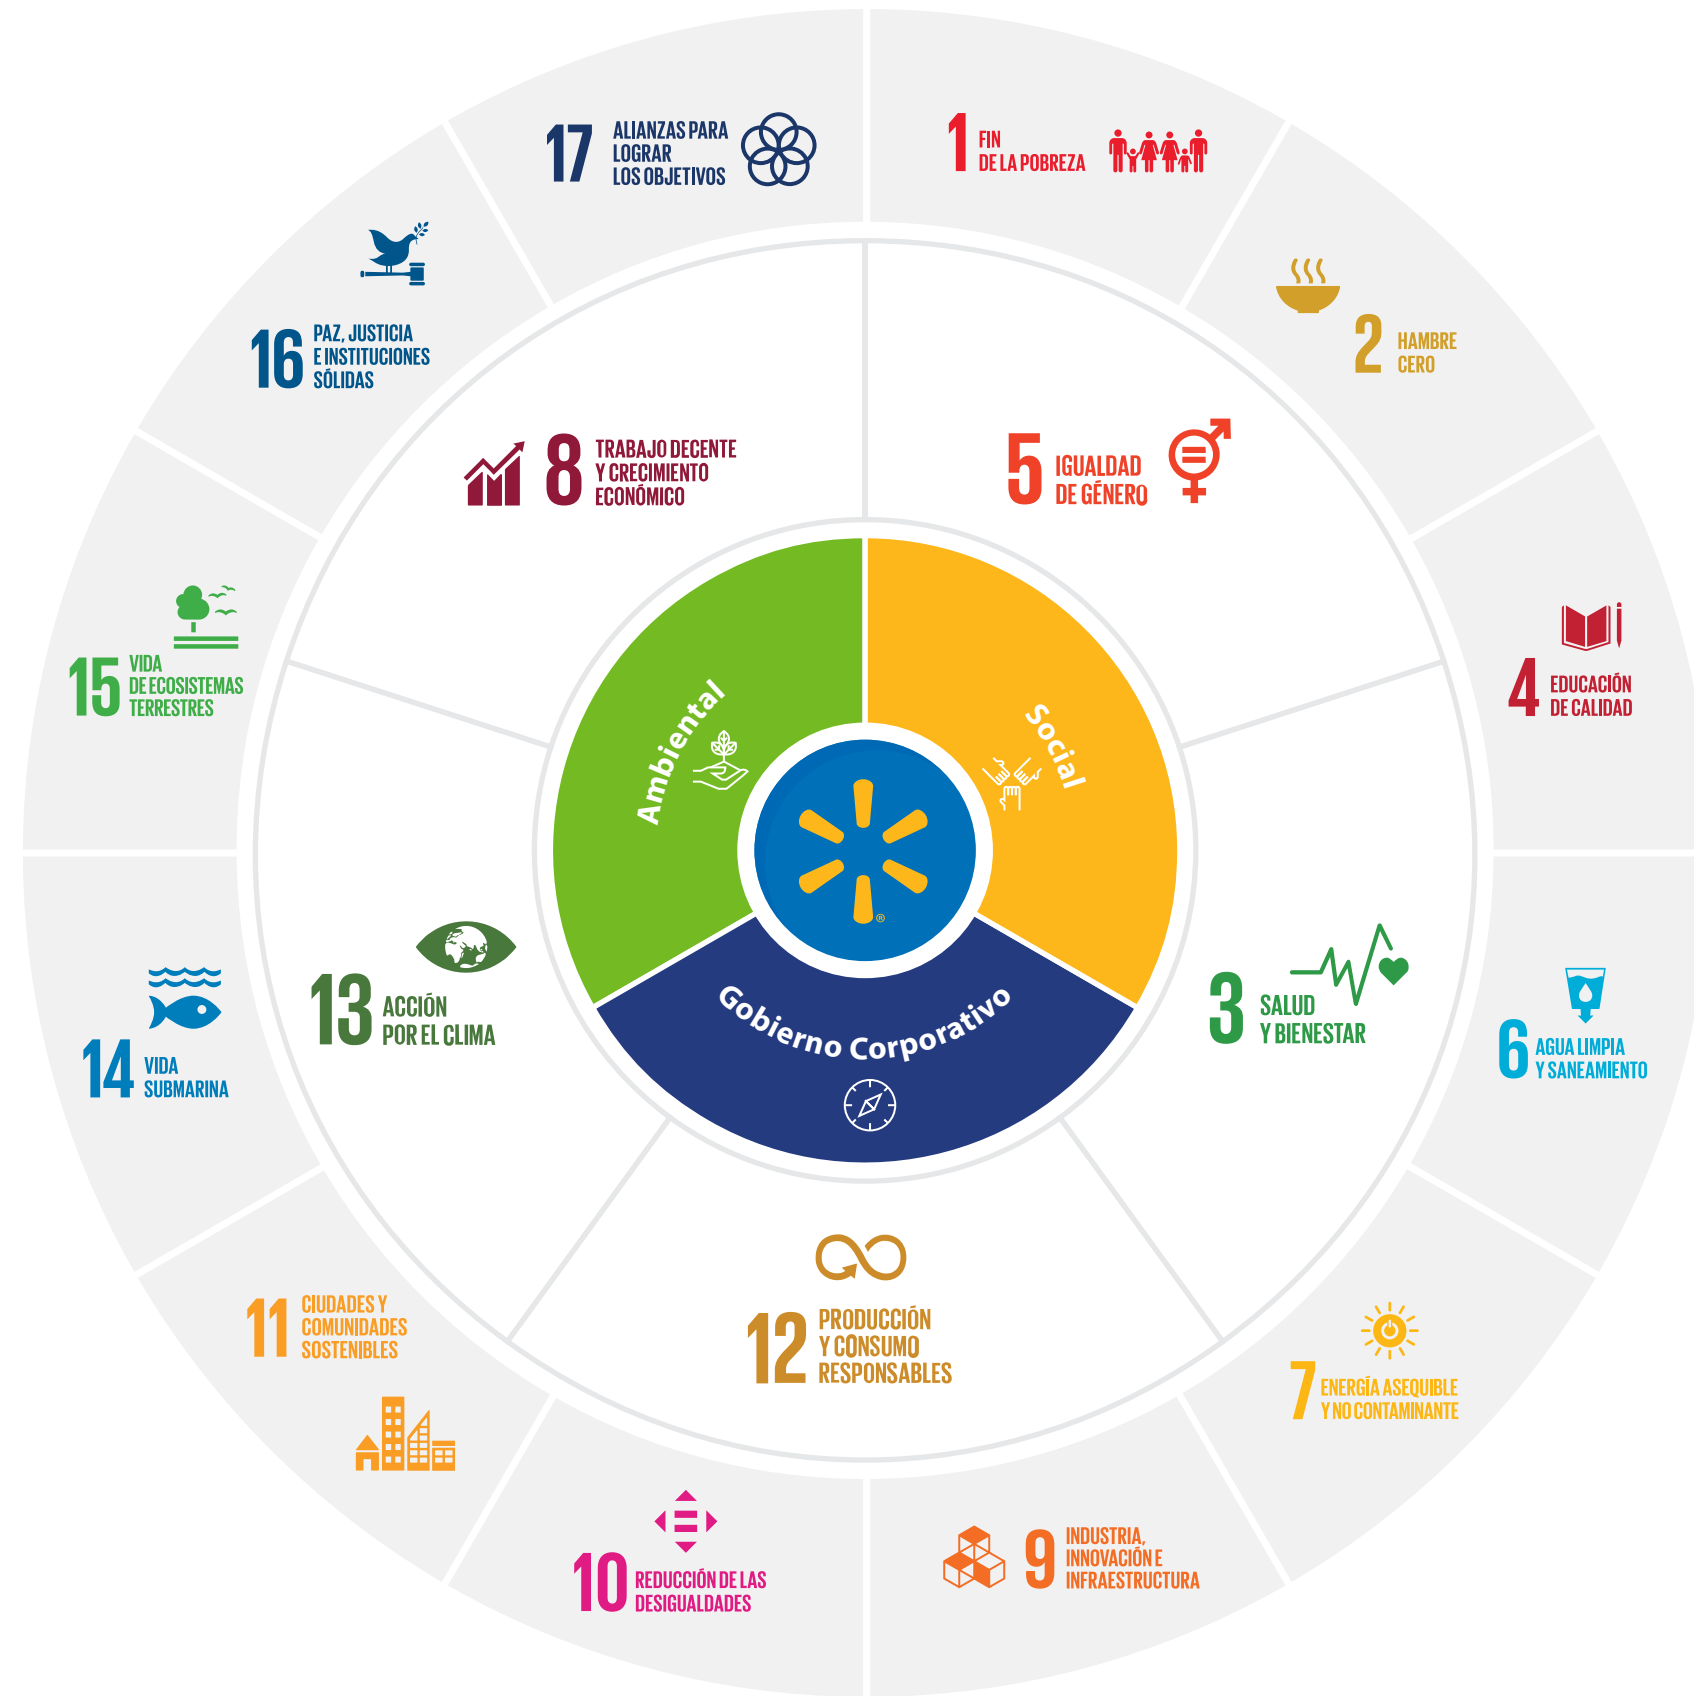 17
ALIANZAS PARA
LOGRAR
LOS OBJETIVOS
1
FIN
DE LA POBREZA
2
HAMBRE
CERO
16
PAZ, JUSTICIA
E INSTITUCIONES
SÓLIDAS
8
TRABAJO DECENTE
Y CRECIMIENTO
ECONÓMICO
5
IGUALDAD
DE GÉNERO
15
VIDA
DE ECOSISTEMAS
TERRESTRES
4
EDUCACIÓN
DE CALIDAD
Ambiental
Social
®
Gobierno Corporativo
13
ACCIÓN
POR EL CLIMA
3
SALUD
Y BIENESTAR
14
VIDA
SUBMARINA
6
AGUA LIMPIA
Y SANEAMIENTO
12
PRODUCCIÓN
Y CONSUMO
RESPONSABLES
11
CIUDADES Y
COMUNIDADES
SOSTENIBLES
7
ENERGÍA ASEQUIBLE
Y NO CONTAMINANTE
10
REDUCCIÓN DE LAS
DESIGUALDADES
9
INDUSTRIA,
INNOVACIÓN E
INFRAESTRUCTURA